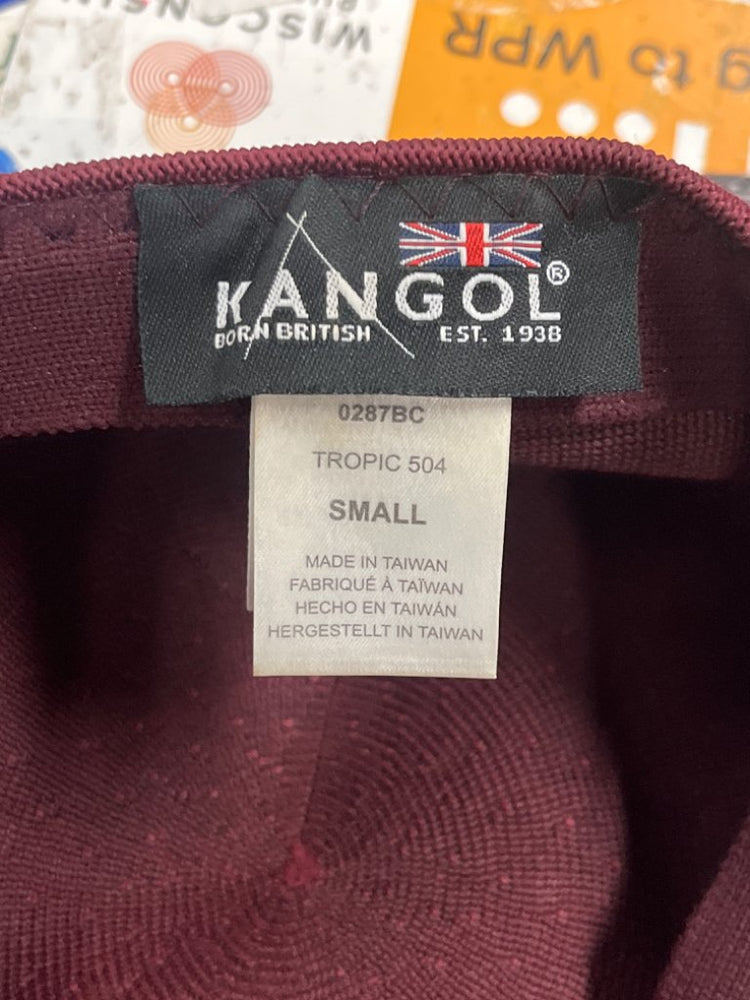 WISCONSIN
PU
g to WPR
KANGOL®
BORN BRITISH EST. 1938
0287BC
TROPIC 504
SMALL
MADE IN TAIWAN
FABRIQUÉ À TAÏWAN
HECHO EN TAIWÁN
HERGESTELLT IN TAIWAN